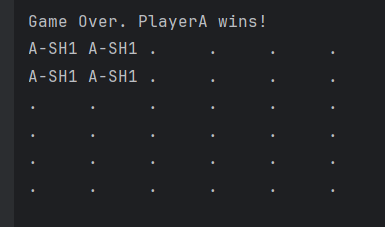 Game Over. PlayerA wins!
A-SH1 A-SH1 .     .     .     .
A-SH1 A-SH1 .     .     .     .
.     .     .     .     .     .
.     .     .     .     .     .
.     .     .     .     .     .
.     .     .     .     .     .